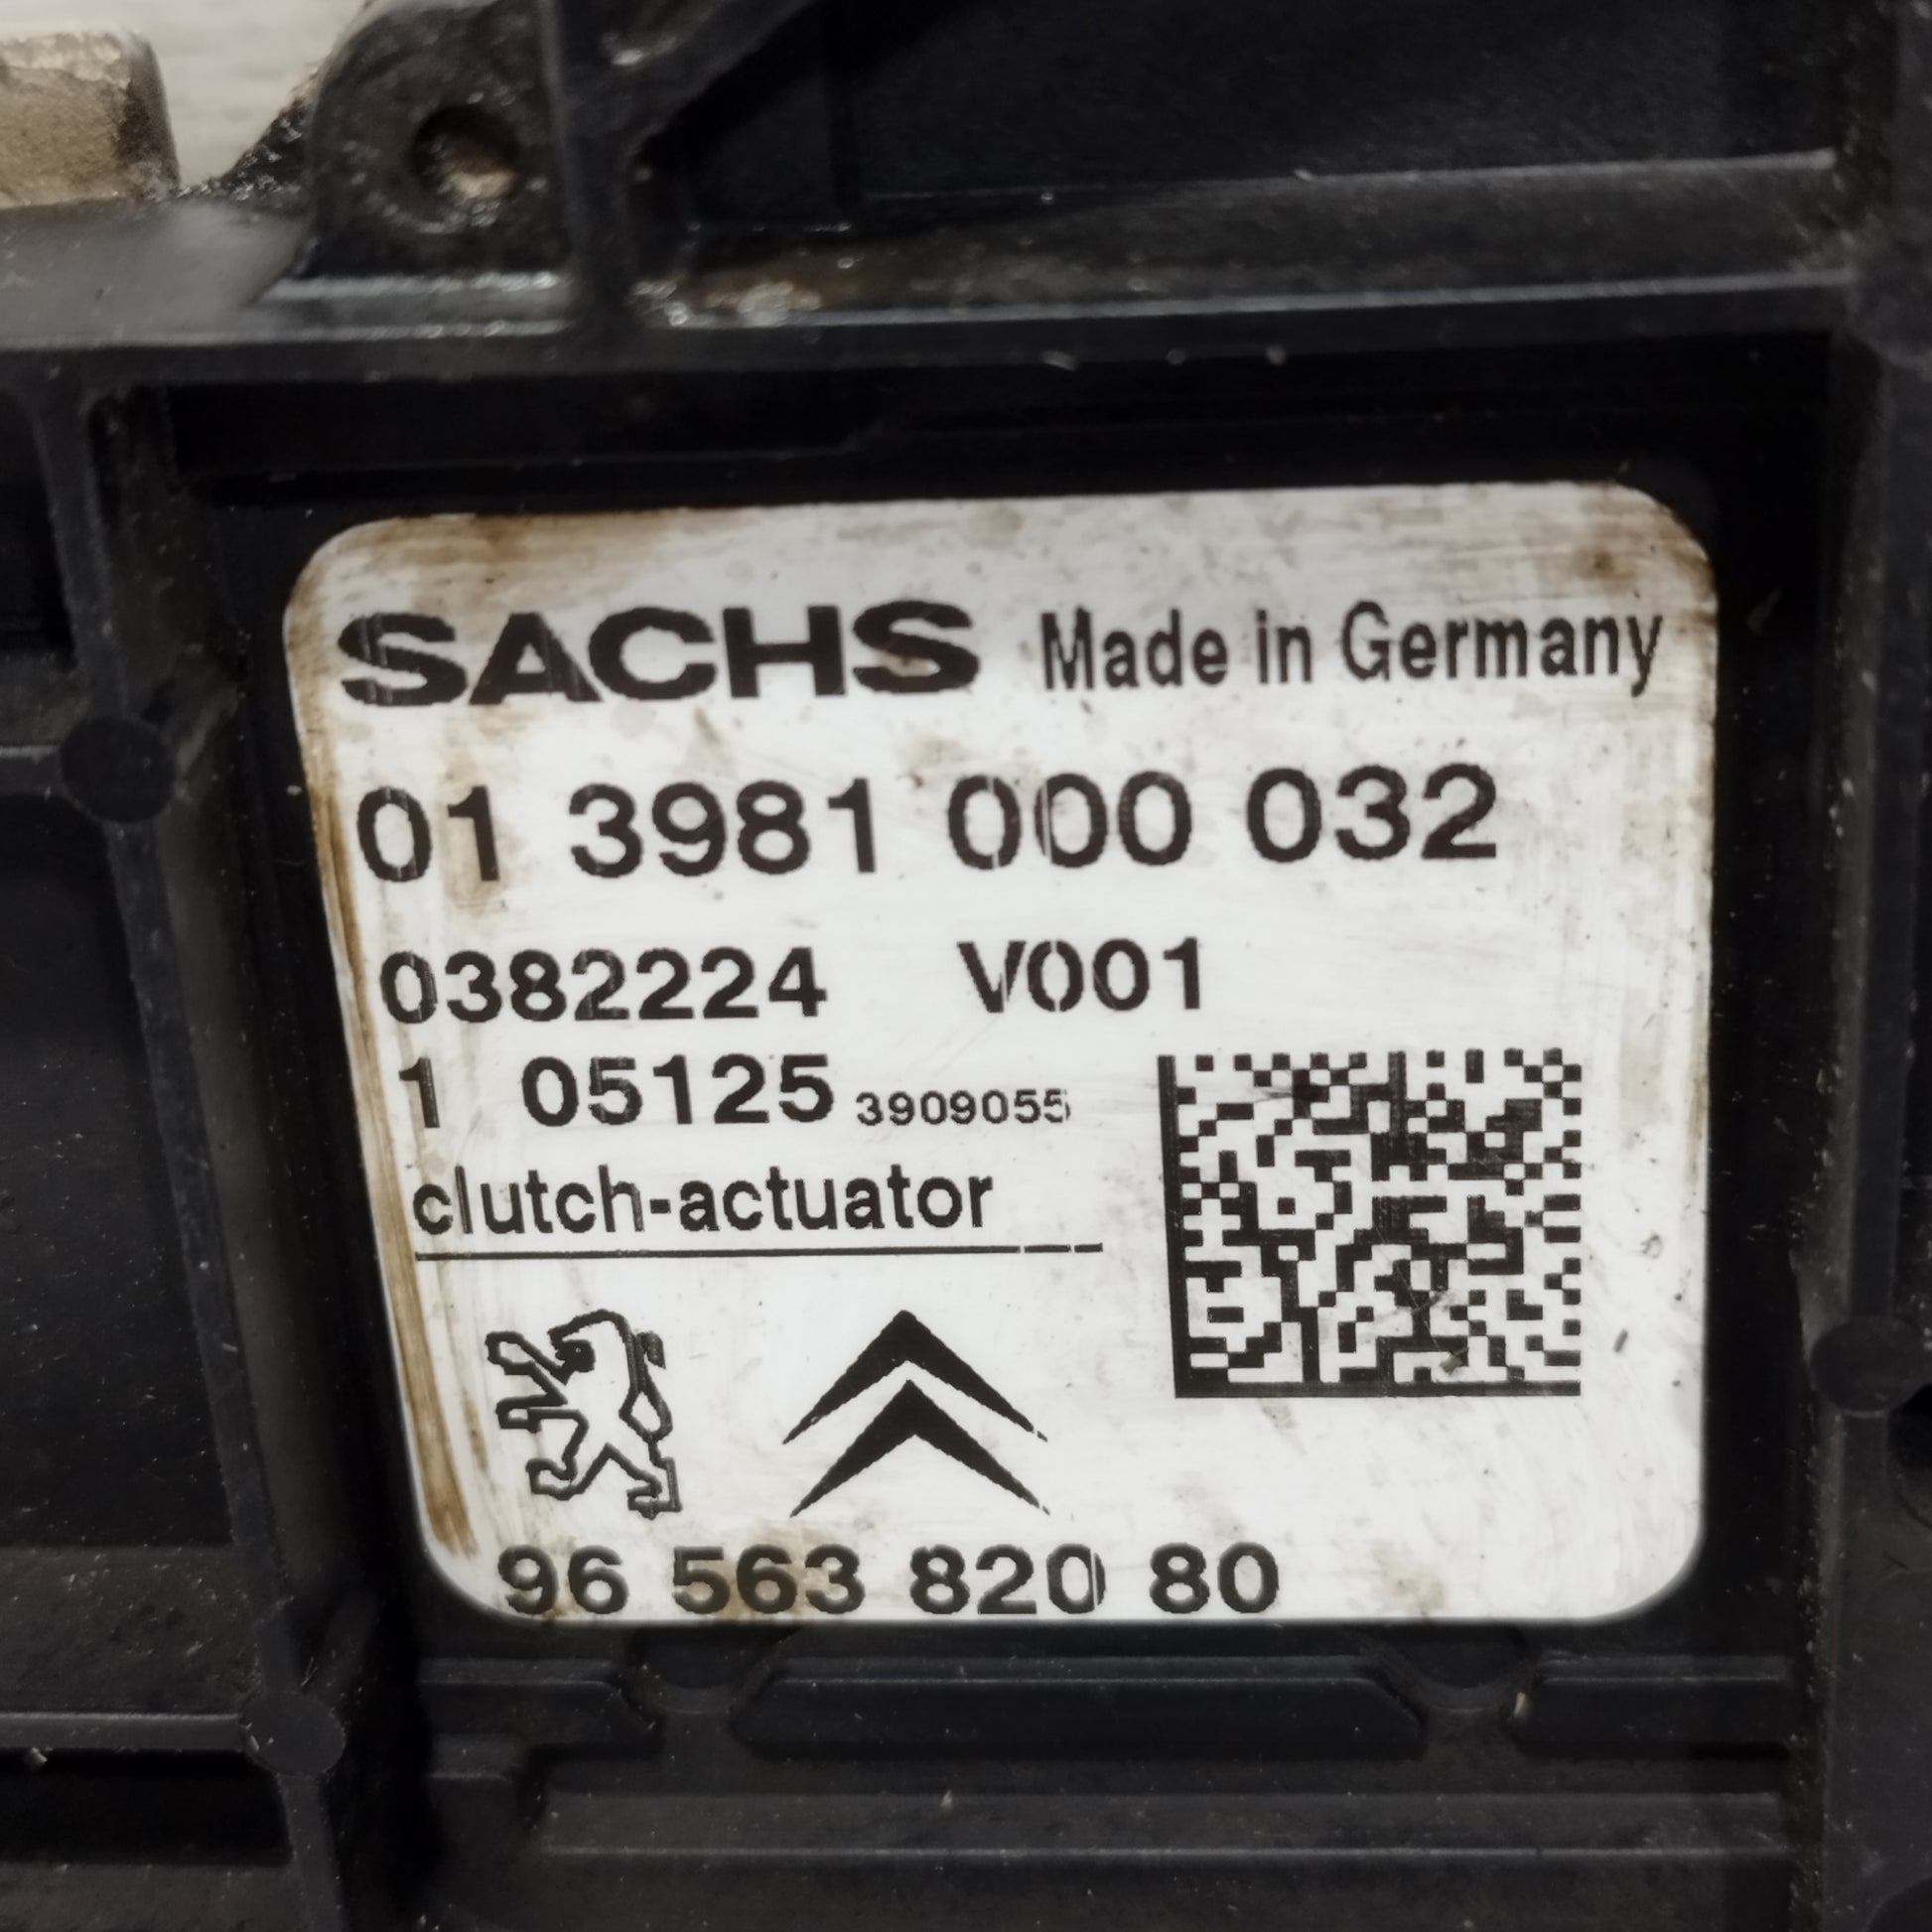 SACHS Made in Germany
01 3981 000 032
0382224 V001
1 05125 3909055
clutch-actuator
96 563 820 80